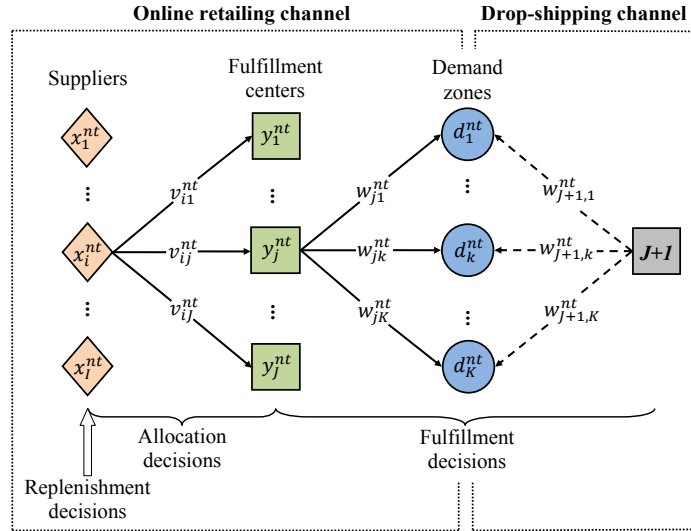 Online retailing channel
Drop-shipping channel
Suppliers
Fulfillment
centers
Demand
zones
x_1^{nt}
y_1^{nt}
d_1^{nt}
⋮
v_{i1}^{nt}
⋮
w_{j1}^{nt}
⋮
w_{J+1,1}^{nt}
x_i^{nt}
v_{ij}^{nt}
y_j^{nt}
w_{jk}^{nt}
d_k^{nt}
w_{J+1,k}^{nt}
J+1
⋮
v_{iJ}^{nt}
⋮
w_{jK}^{nt}
⋮
w_{J+1,K}^{nt}
x_I^{nt}
y_J^{nt}
d_K^{nt}
Allocation
decisions
Fulfillment
decisions
Replenishment
decisions